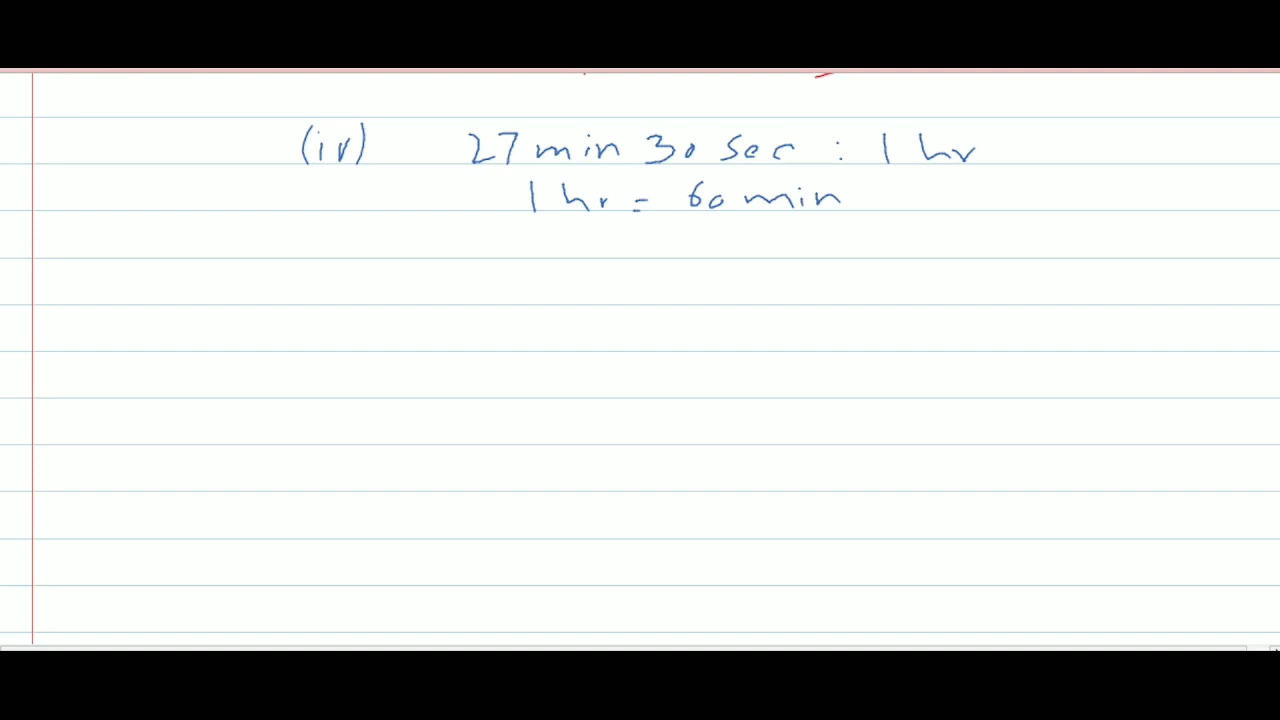 (iv) 27 min 30 sec : 1 hr
1 hr = 60 min